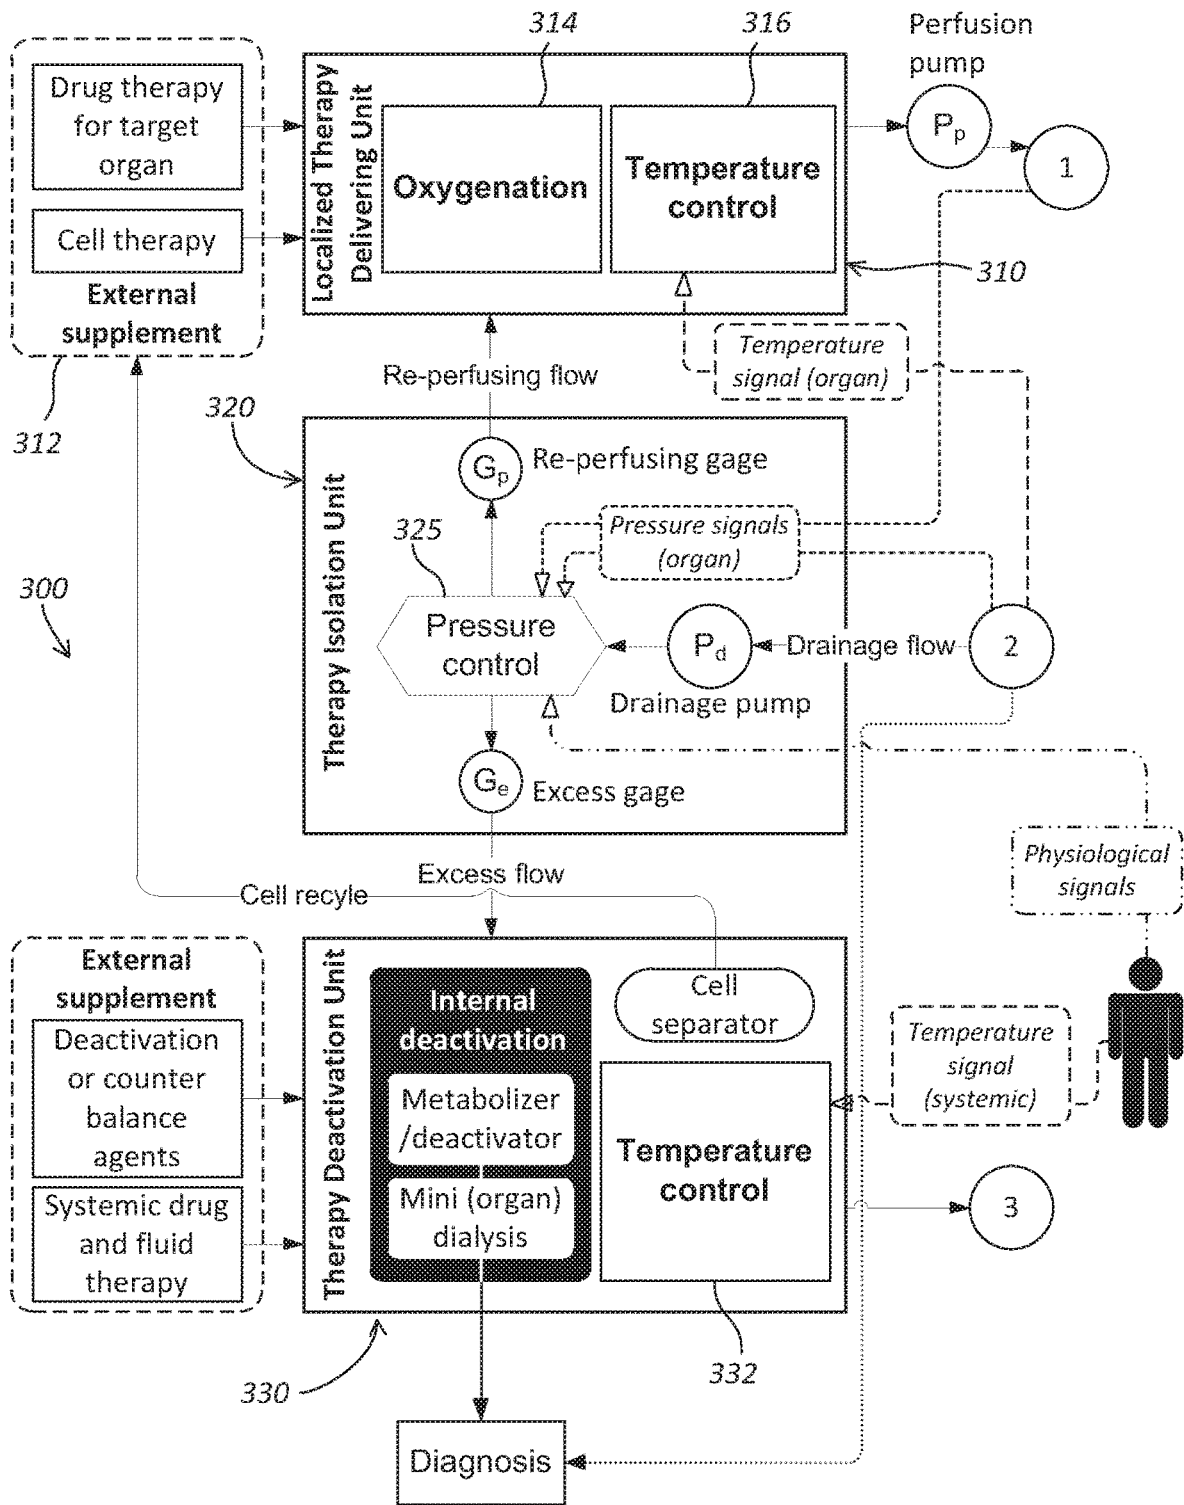 314
316
Perfusion
pump
Drug therapy
for target
organ
Cell therapy
External
supplement
312
Localized Therapy
Delivering Unit
Oxygenation
Temperature
control
Pp
1
310
Temperature
signal (organ)
Re-perfusing flow
320
Therapy Isolation Unit
Gp
Re-perfusing gage
325
Pressure signals
(organ)
300
Pressure
control
Pd
Drainage flow
2
Drainage pump
Ge
Excess gage
Physiological
signals
Excess flow
Cell recyle
External
supplement
Deactivation
or counter
balance
agents
Systemic drug
and fluid
therapy
Therapy Deactivation Unit
Internal
deactivation
Metabolizer
/deactivator
Mini (organ)
dialysis
Cell
separator
Temperature
control
Temperature
signal
(systemic)
3
330
332
Diagnosis